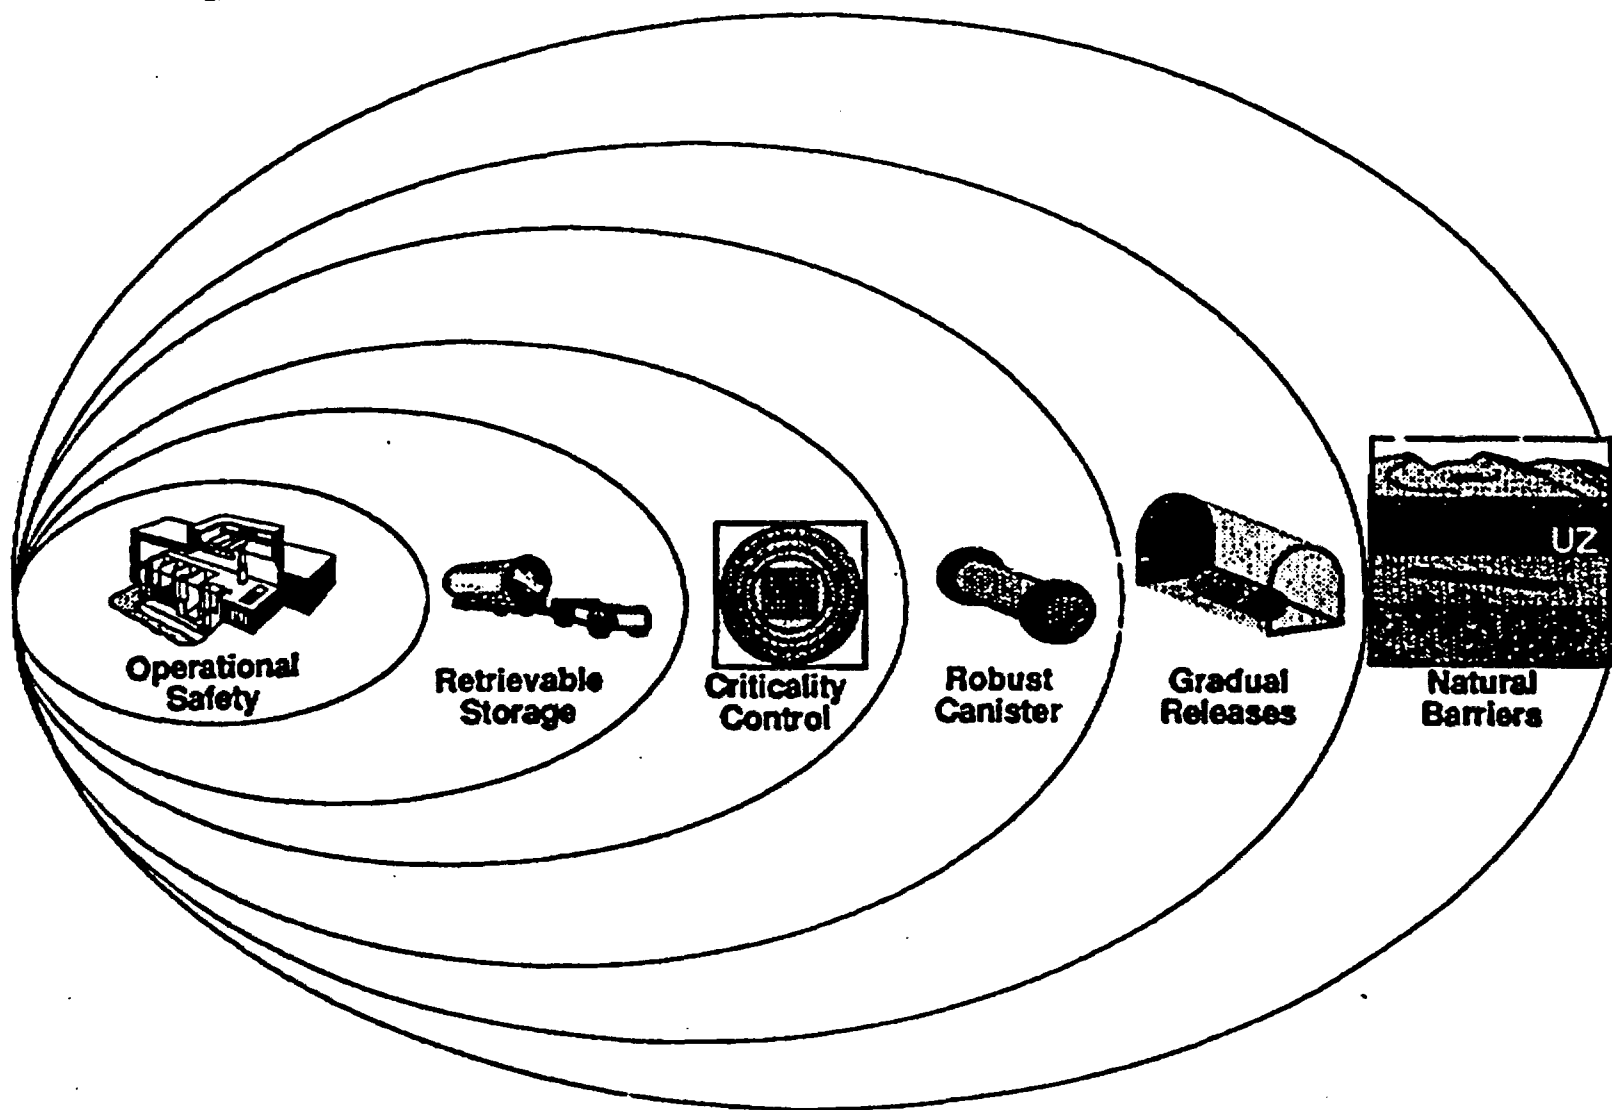 UZ
Operational
Safety
Retrievable
Storage
Criticality
Control
Robust
Canister
Gradual
Releases
Natural
Barriers